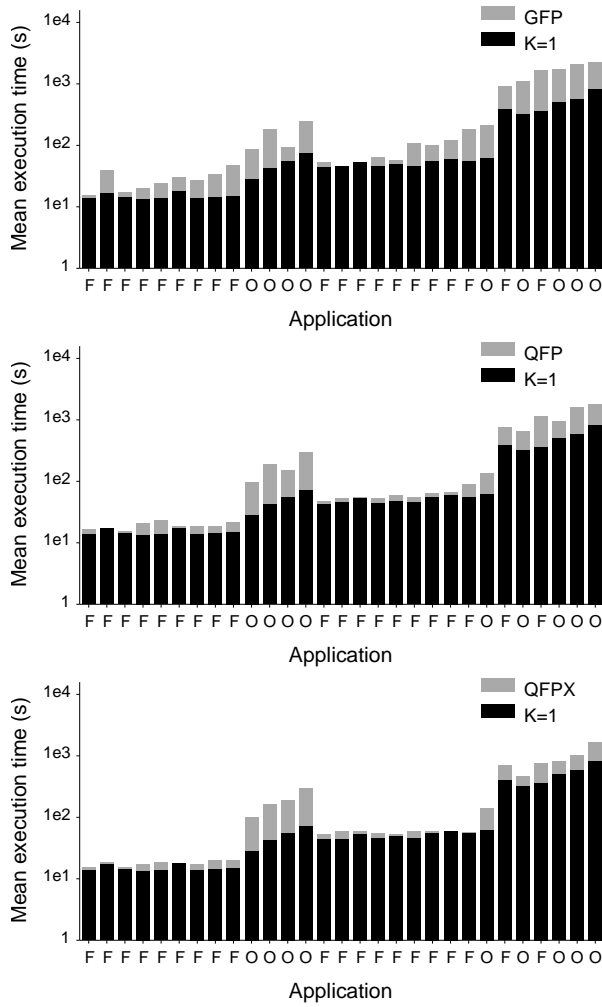 GFP
K=1
Mean execution time (s)
1e4
1e3
1e2
1e1
1
F F F F F F F F F O O O O F F F F F F F F F O F O F O O O
Application
QFP
K=1
Mean execution time (s)
1e4
1e3
1e2
1e1
1
F F F F F F F F F O O O O F F F F F F F F F O F O F O O O
Application
QFPX
K=1
Mean execution time (s)
1e4
1e3
1e2
1e1
1
F F F F F F F F F O O O O F F F F F F F F F O F O F O O O
Application